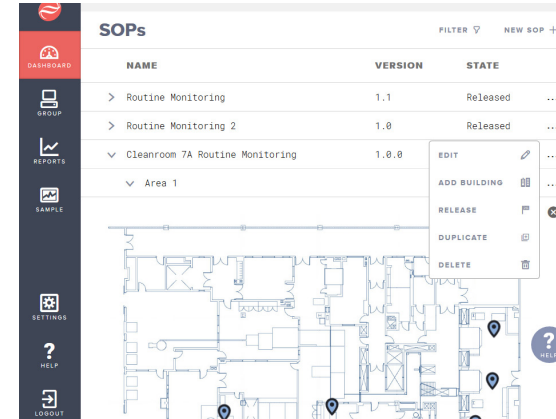 SOPs
FILTER
NEW SOP +
DASHBOARD
GROUP
REPORTS
SAMPLE
SETTINGS
? HELP
LOGOUT
NAME VERSION STATE
Routine Monitoring 1.1 Released ...
Routine Monitoring 2 1.0 Released ...
Cleanroom 7A Routine Monitoring 1.0.0
Area 1
EDIT
ADD BUILDING
RELEASE
DUPLICATE
DELETE
? HELP